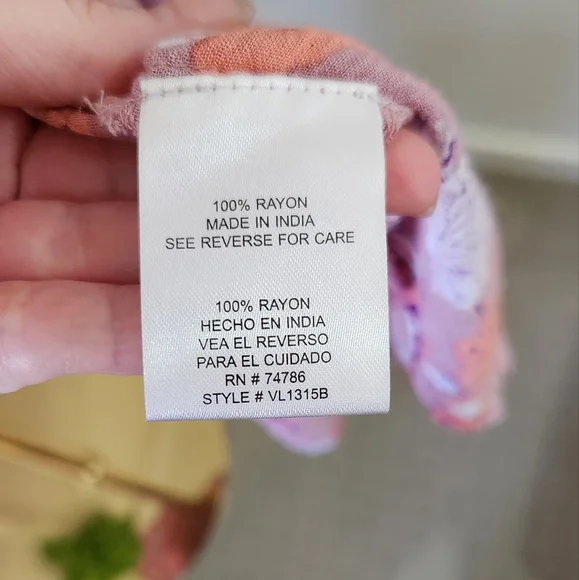 100% RAYON
MADE IN INDIA
SEE REVERSE FOR CARE
100% RAYON
HECHO EN INDIA
VEA EL REVERSO
PARA EL CUIDADO
RN # 74786
STYLE # VL1315B